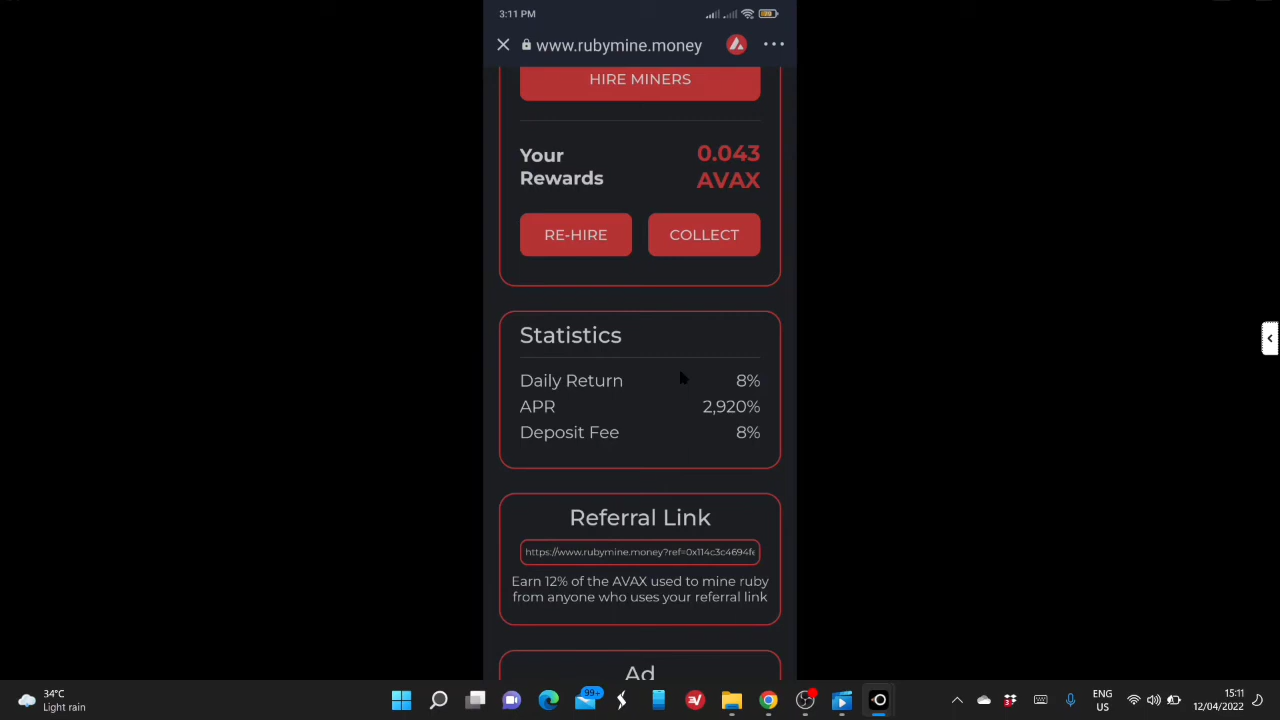 3:11 PM
www.rubymine.money
HIRE MINERS
Your Rewards
0.043 AVAX
RE-HIRE
COLLECT
Statistics
Daily Return 8%
APR 2,920%
Deposit Fee 8%
Referral Link
https://www.rubymine.money?ref=0x114c3c4694f
Earn 12% of the AVAX used to mine ruby
from anyone who uses your referral link
Ad
34°C
Light rain
99+
ENG
US
15:11
12/04/2022